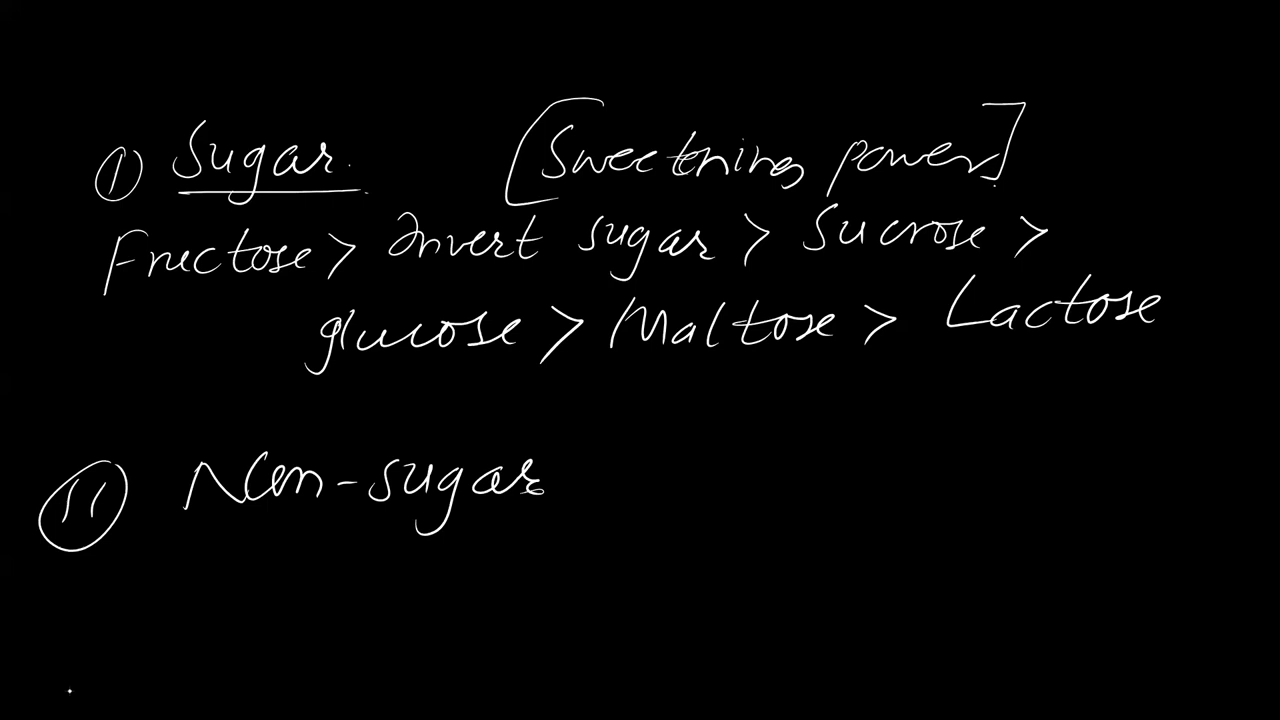 ① Sugar. [Sweetning power]
Fructose > Invert sugar > Sucrose >
glucose > Maltose > Lactose
⑪ Non-sugar